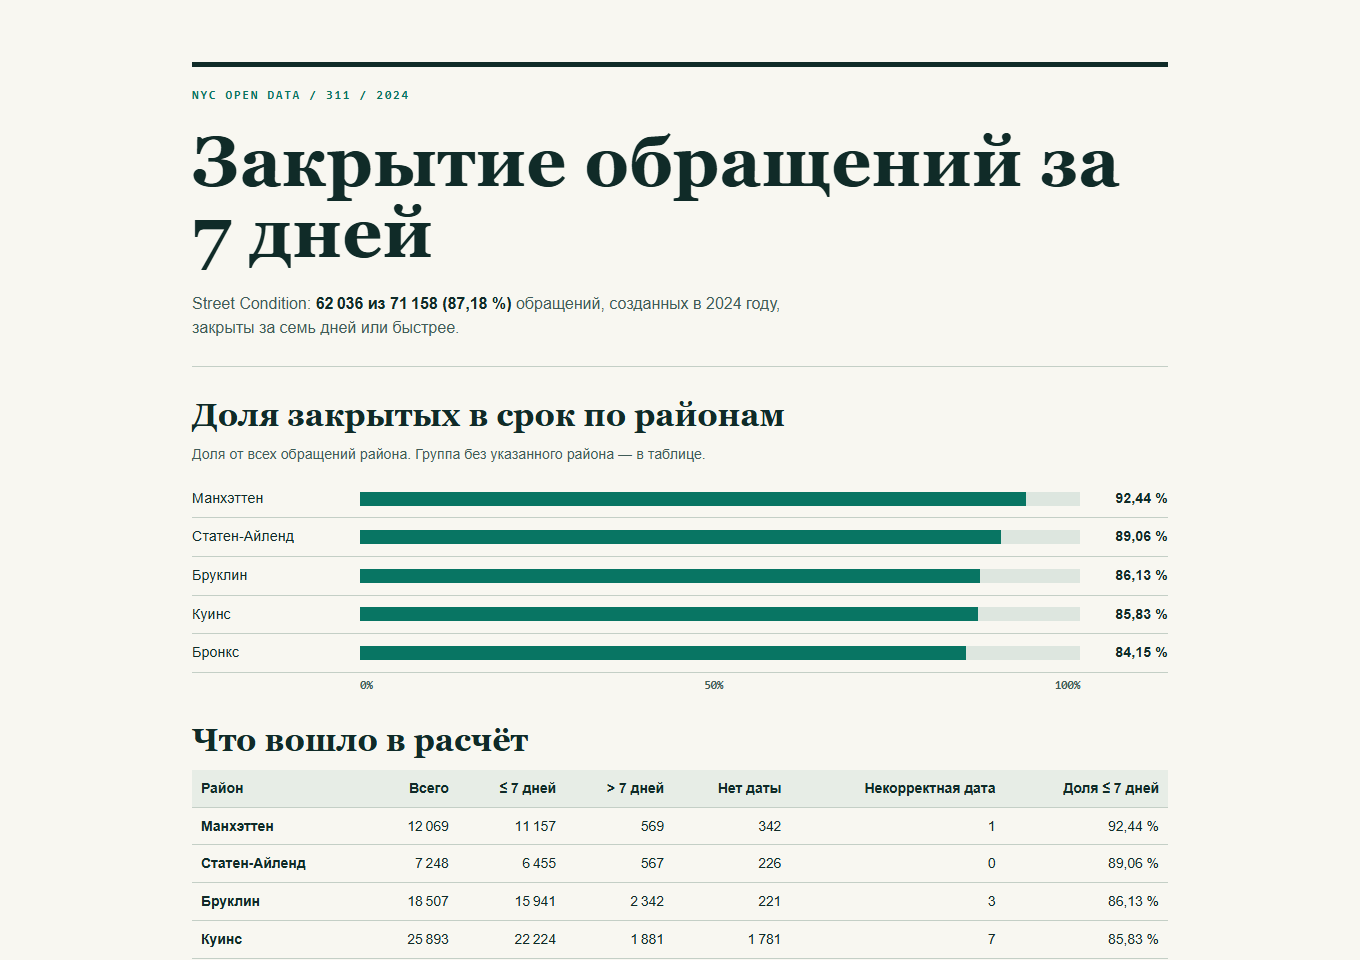 NYC OPEN DATA / 311 / 2024
Закрытие обращений за
7 дней
Street Condition: 62 036 из 71 158 (87,18 %) обращений, созданных в 2024 году,
закрыты за семь дней или быстрее.
Доля закрытых в срок по районам
Доля от всех обращений района. Группа без указанного района — в таблице.
Манхэттен 92,44 %
Статен-Айленд 89,06 %
Бруклин 86,13 %
Куинс 85,83 %
Бронкс 84,15 %
0% 50% 100%
Что вошло в расчёт
Район Всего ≤ 7 дней > 7 дней Нет даты Некорректная дата Доля ≤ 7 дней
Манхэттен 12 069 11 157 569 342 1 92,44 %
Статен-Айленд 7 248 6 455 567 226 0 89,06 %
Бруклин 18 507 15 941 2 342 221 3 86,13 %
Куинс 25 893 22 224 1 881 1 781 7 85,83 %